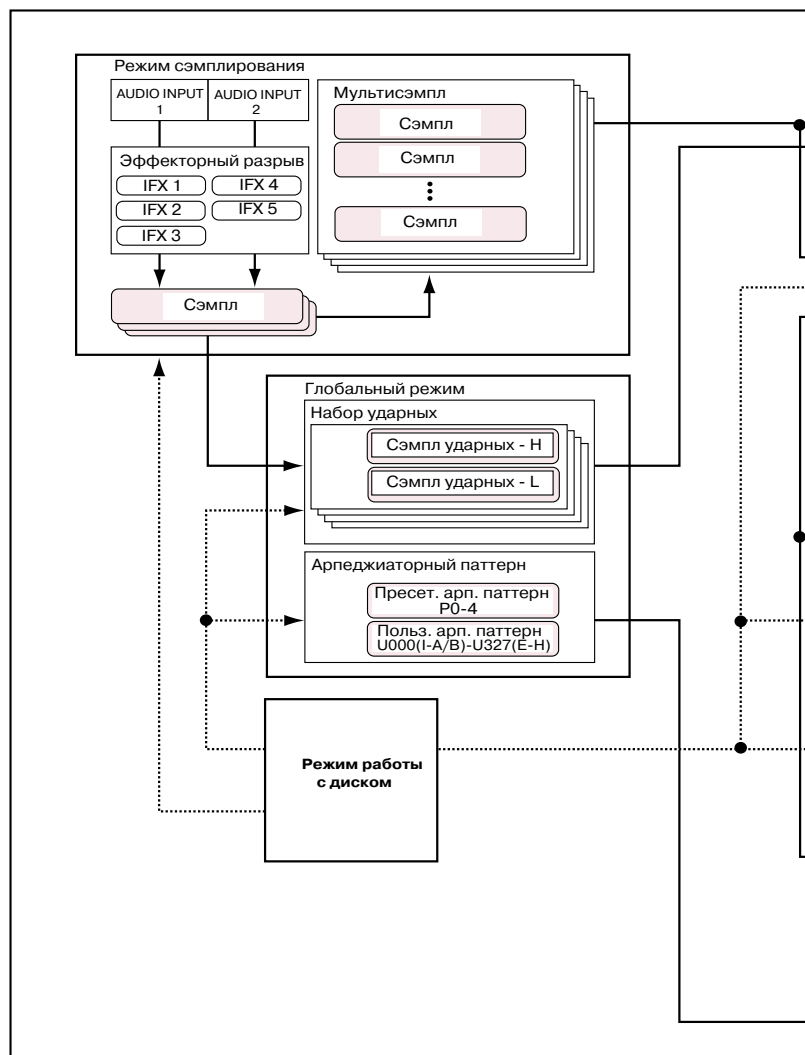 Режим сэмплирования
AUDIO INPUT
1
AUDIO INPUT
2
Эффекторный разрыв
IFX 1
IFX 4
IFX 2
IFX 5
IFX 3
Сэмпл
Мультисэмпл
Сэмпл
Сэмпл
Сэмпл
Глобальный режим
Набор ударных
Сэмпл ударных - H
Сэмпл ударных - L
Арпеджиаторный паттерн
Пресет. арп. паттерн
P0-4
Польз. арп. паттерн
U000(I-A/B)-U327(E-H)
Режим работы
с диском